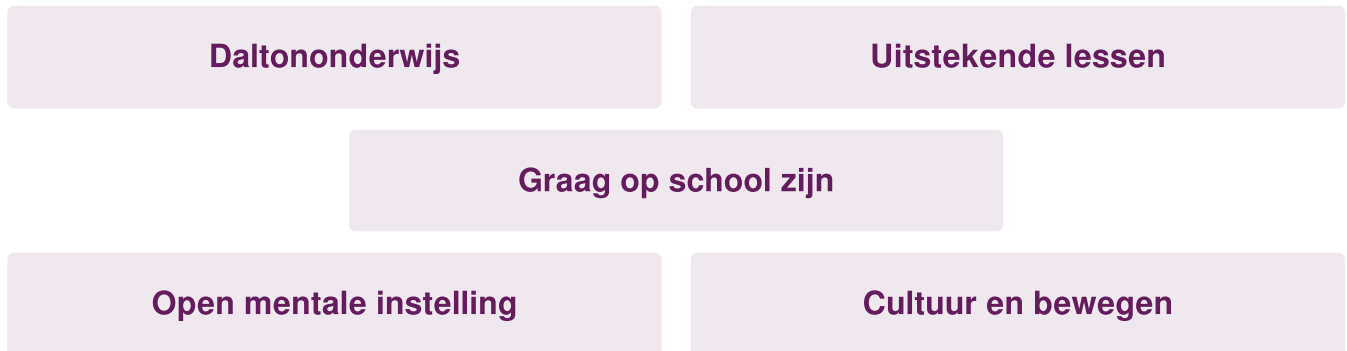 Daltononderwijs
Uitstekende lessen
Graag op school zijn
Open mentale instelling
Cultuur en bewegen